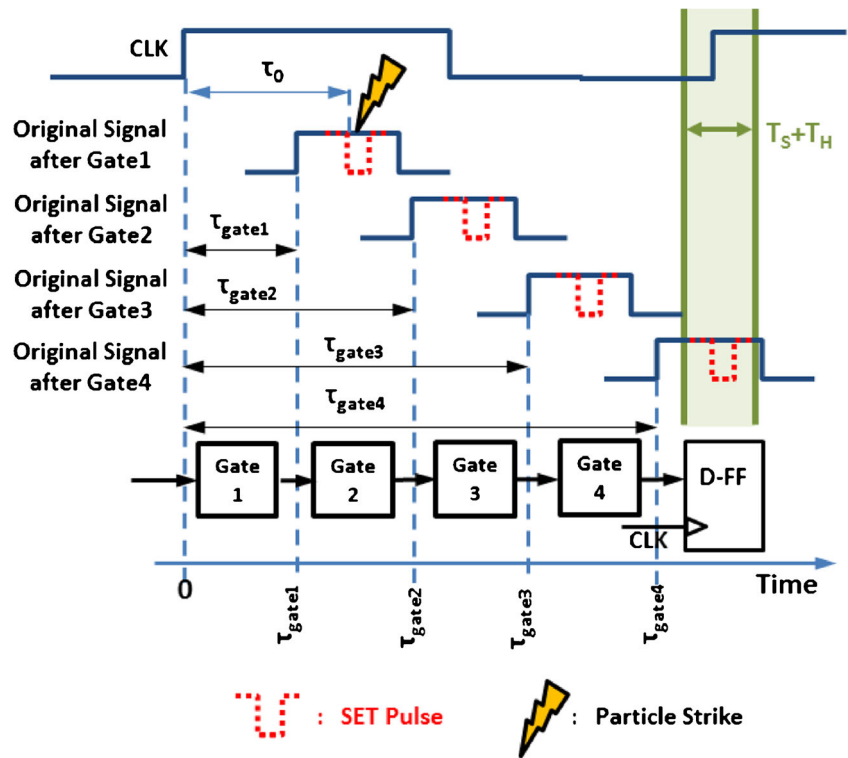 CLK
τ0
Original Signal
after Gate1
TS+TH
Original Signal
after Gate2
τgate1
Original Signal
after Gate3
τgate2
Original Signal
after Gate4
τgate3
τgate4
Gate
1
Gate
2
Gate
3
Gate
4
D-FF
CLK
0
τgate1
τgate2
τgate3
τgate4
Time
: SET Pulse
: Particle Strike